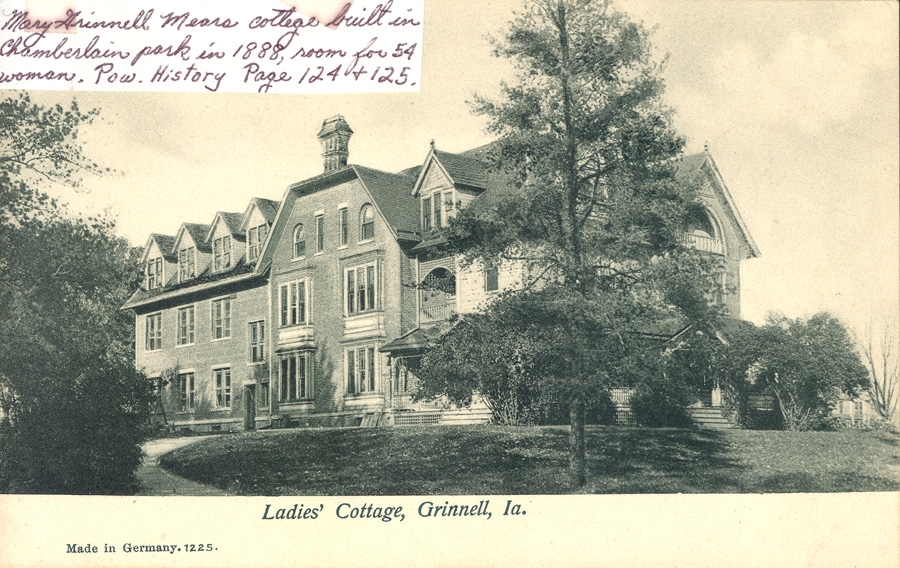 Mary Grinnell Mears cottage built in
Chamberlain park in 1888, room for 54
woman. Pow. History Page 124 + 125.
Ladies' Cottage, Grinnell, Ia.
Made in Germany. 1225.